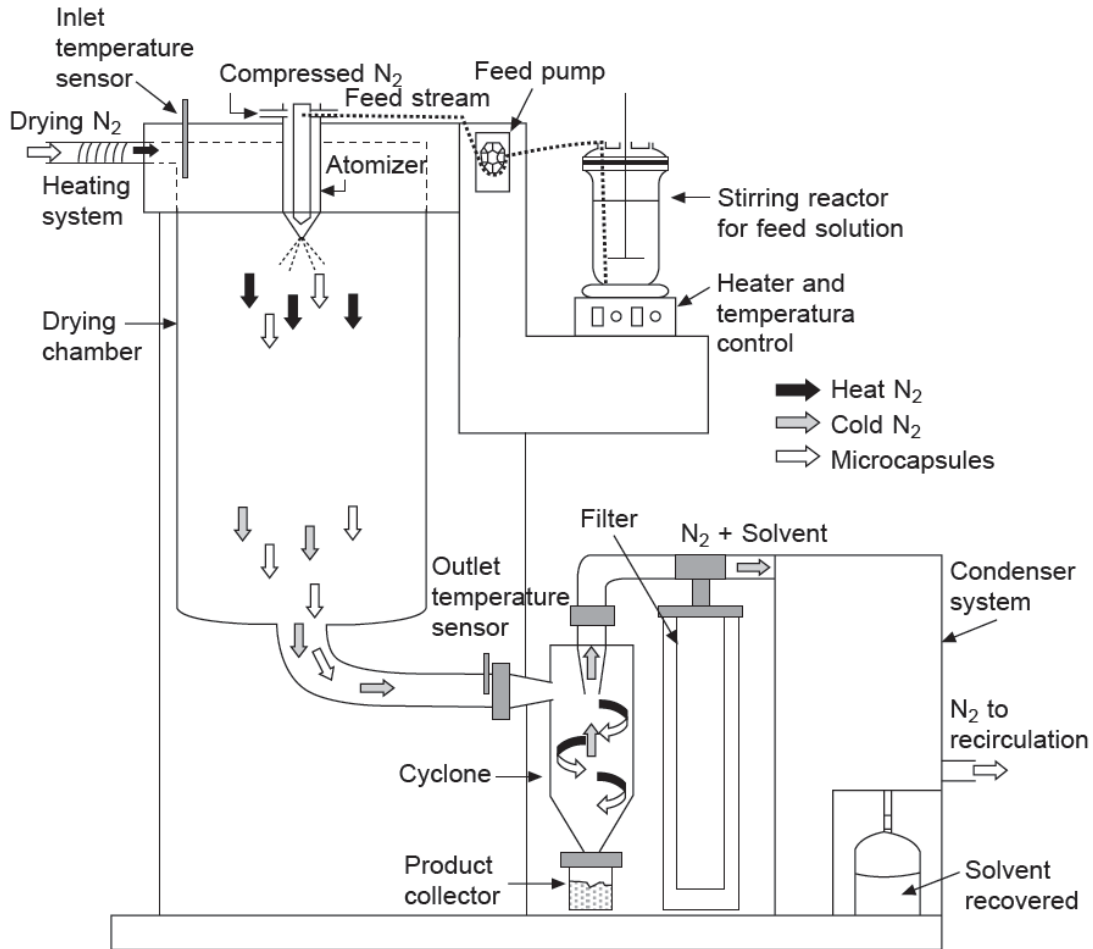 Inlet
temperature
sensor
Compressed N₂
Feed stream
Feed pump
Drying N₂
Heating
system
Atomizer
Stirring reactor
for feed solution
Drying
chamber
Heater and
temperatura
control
Heat N₂
Cold N₂
Microcapsules
Filter
N₂ + Solvent
Outlet
temperature
sensor
Condenser
system
N₂ to
recirculation
Cyclone
Product
collector
Solvent
recovered